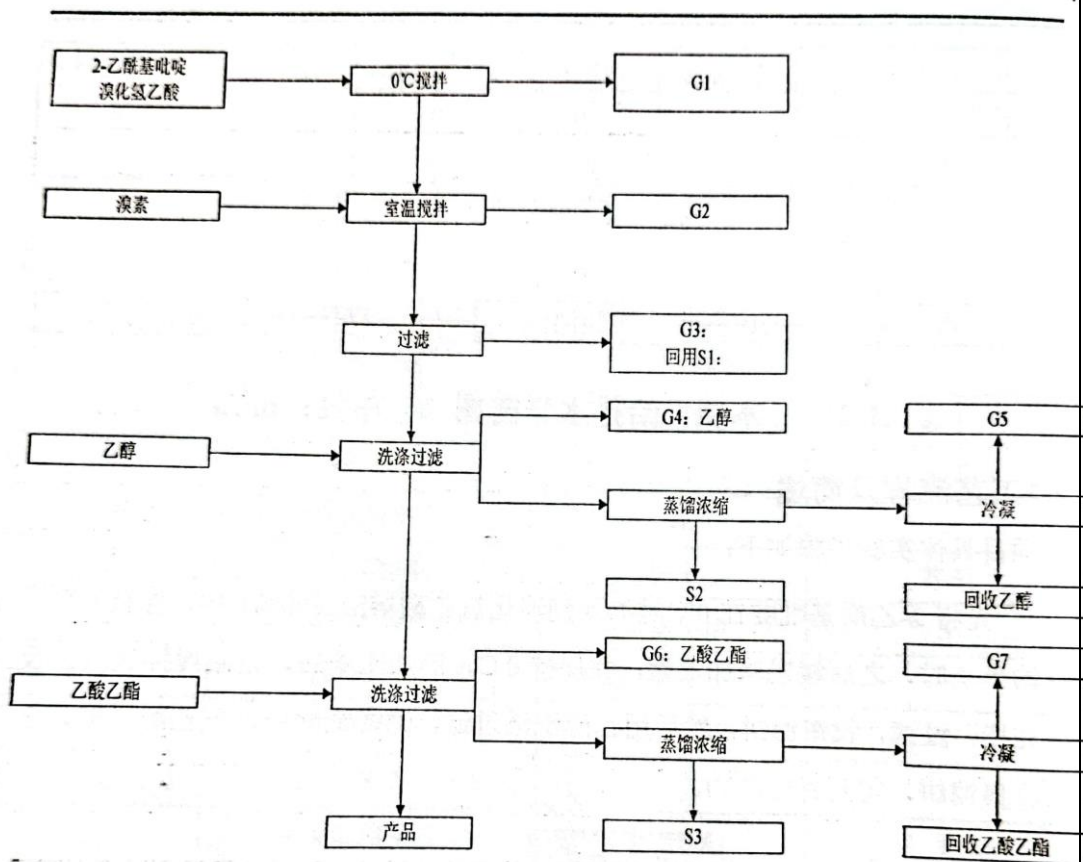 2-乙酰基吡啶
溴化氢乙酸
0℃搅拌
G1
溴素
室温搅拌
G2
过滤
G3:
回用S1:
G4: 乙醇
G5
乙醇
洗涤过滤
蒸馏浓缩
冷凝
S2
回收乙醇
G6: 乙酸乙酯
G7
乙酸乙酯
洗涤过滤
蒸馏浓缩
冷凝
产品
S3
回收乙酸乙酯